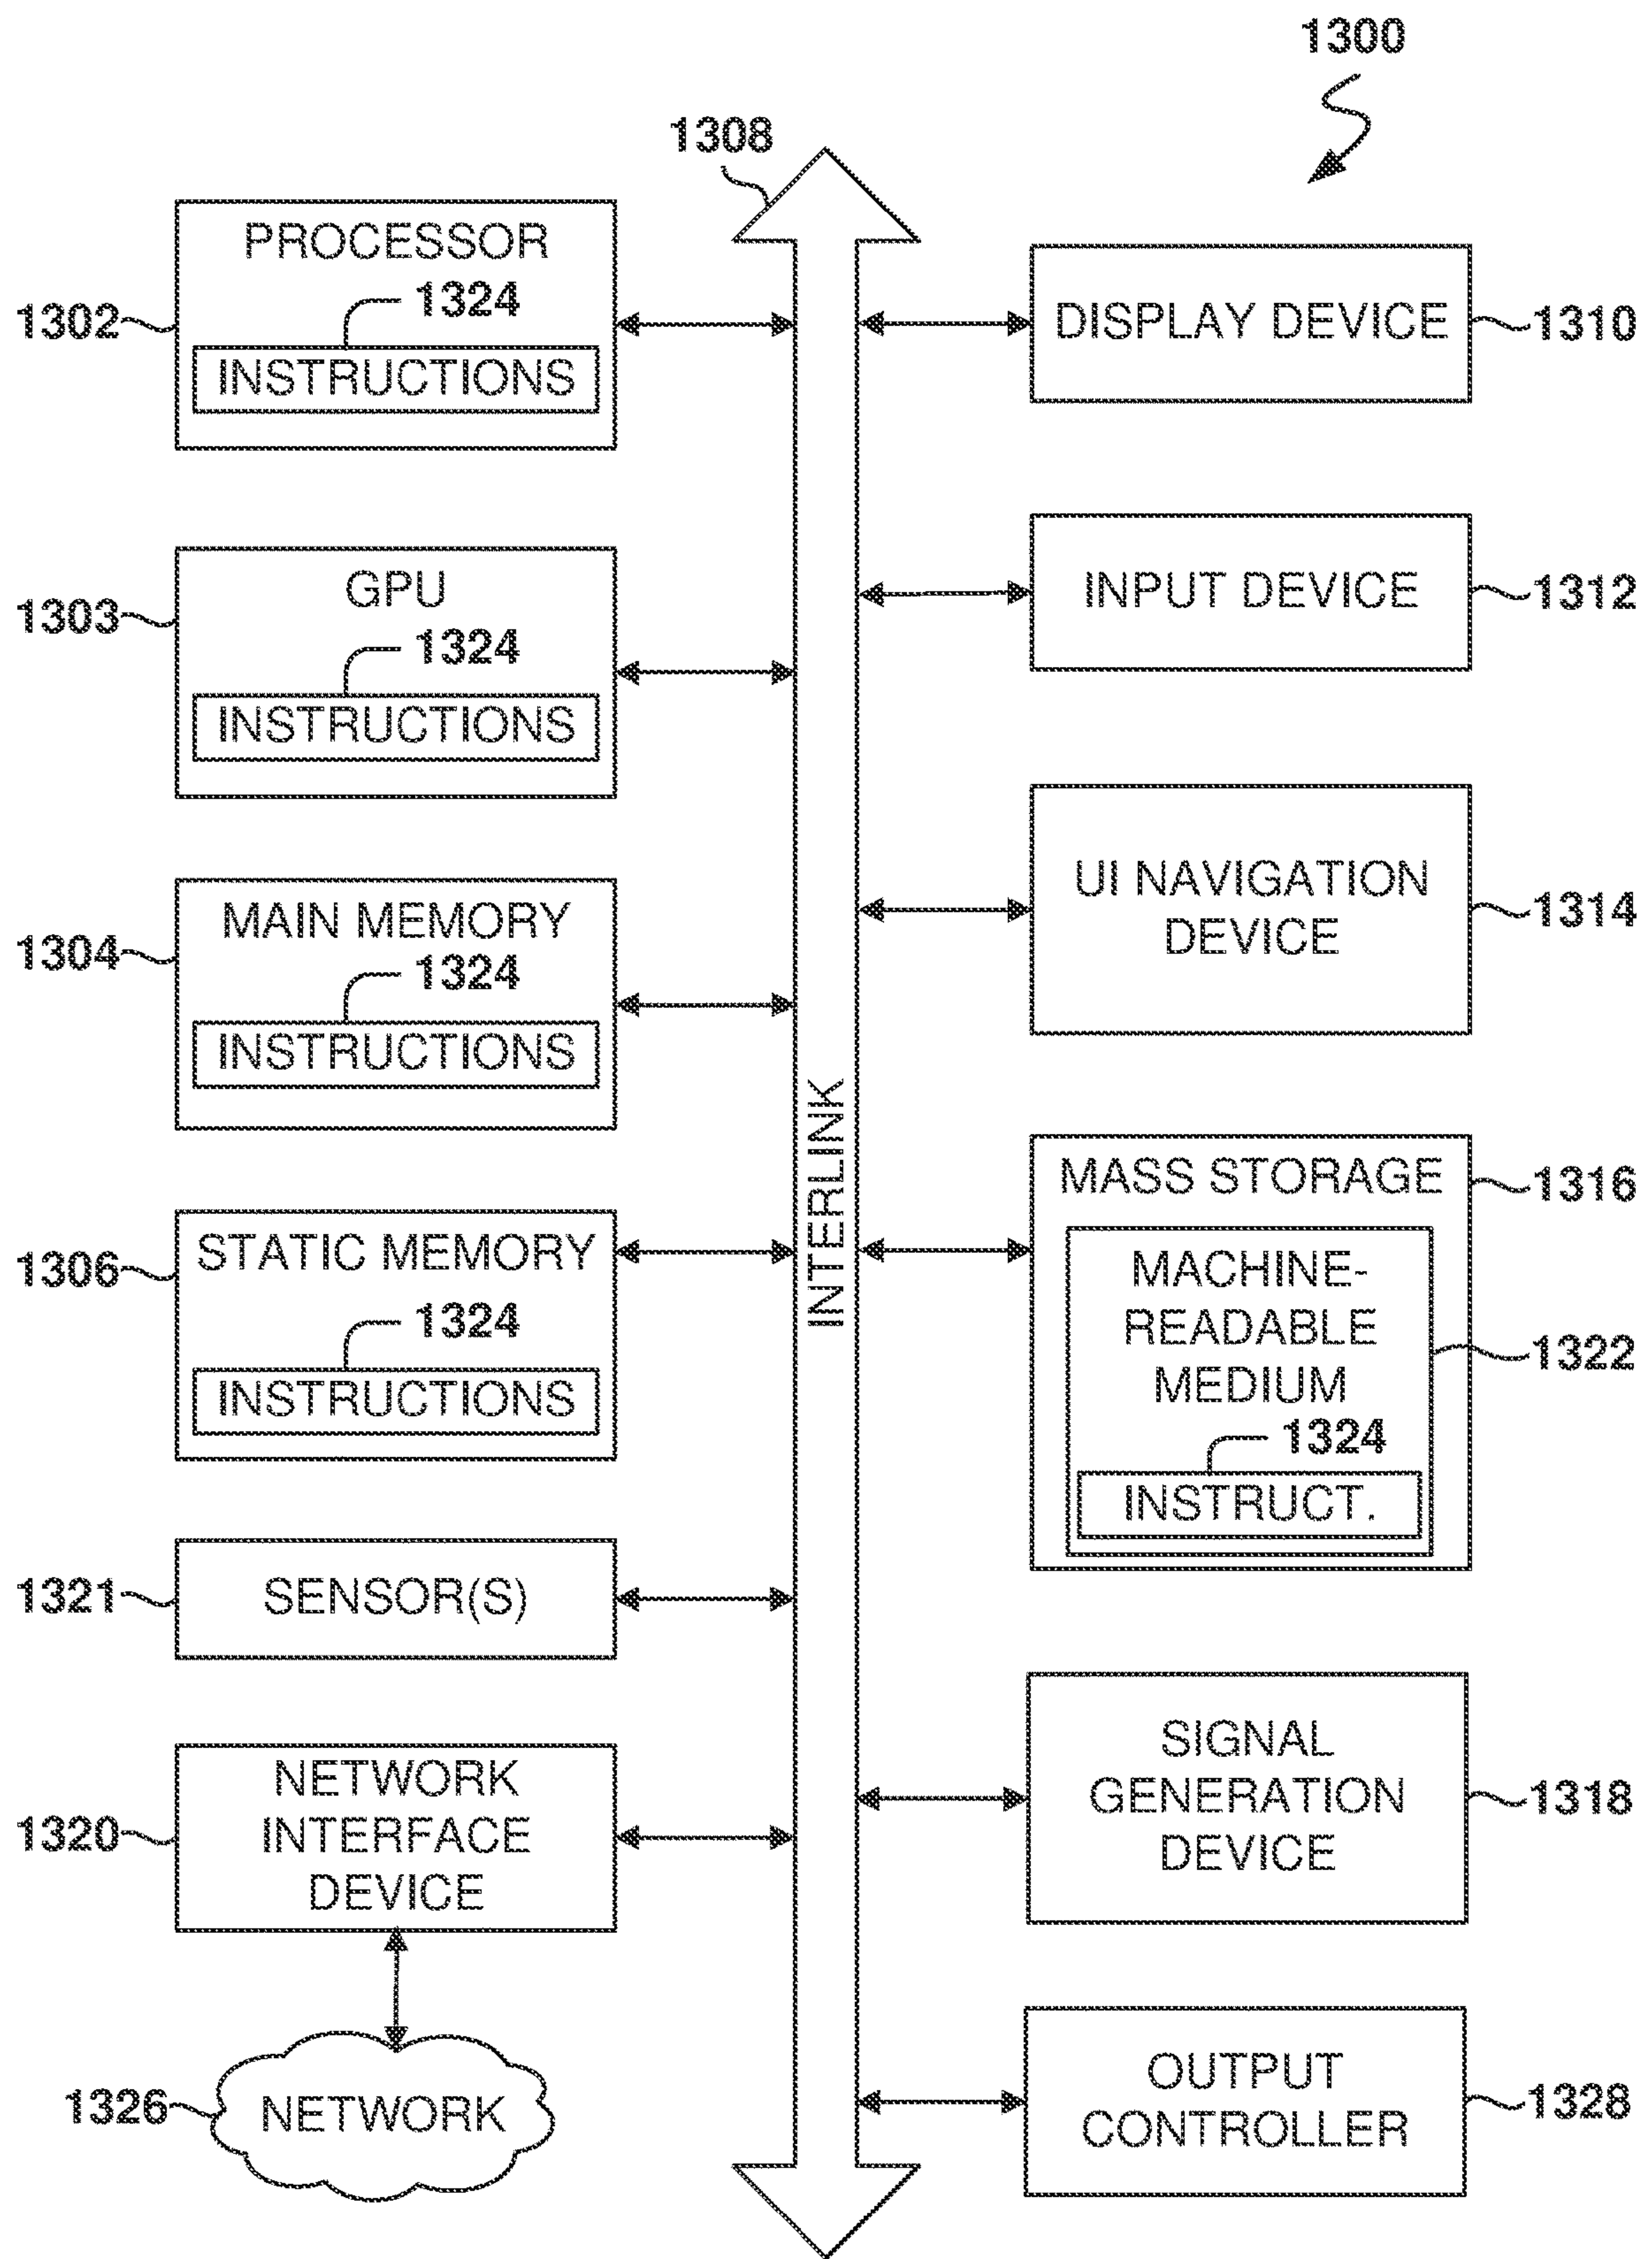 1300
1308
PROCESSOR
1324
INSTRUCTIONS
1302
GPU
1324
INSTRUCTIONS
1303
MAIN MEMORY
1324
INSTRUCTIONS
1304
STATIC MEMORY
1324
INSTRUCTIONS
1306
SENSOR(S)
1321
NETWORK
INTERFACE
DEVICE
1320
NETWORK
1326
INTERLINK
DISPLAY DEVICE
1310
INPUT DEVICE
1312
UI NAVIGATION
DEVICE
1314
MASS STORAGE
1316
MACHINE-
READABLE
MEDIUM
1322
1324
INSTRUCT.
SIGNAL
GENERATION
DEVICE
1318
OUTPUT
CONTROLLER
1328